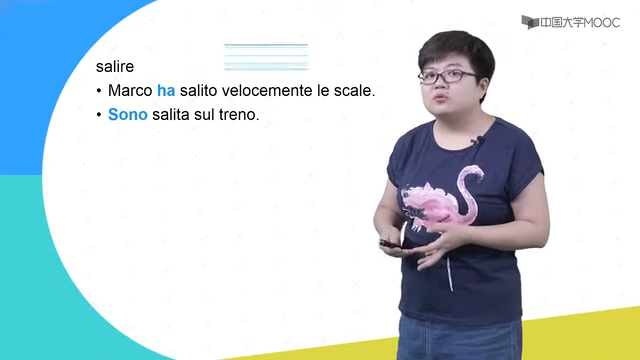 中国大学MOOC
salire
• Marco ha salito velocemente le scale.
• Sono salita sul treno.